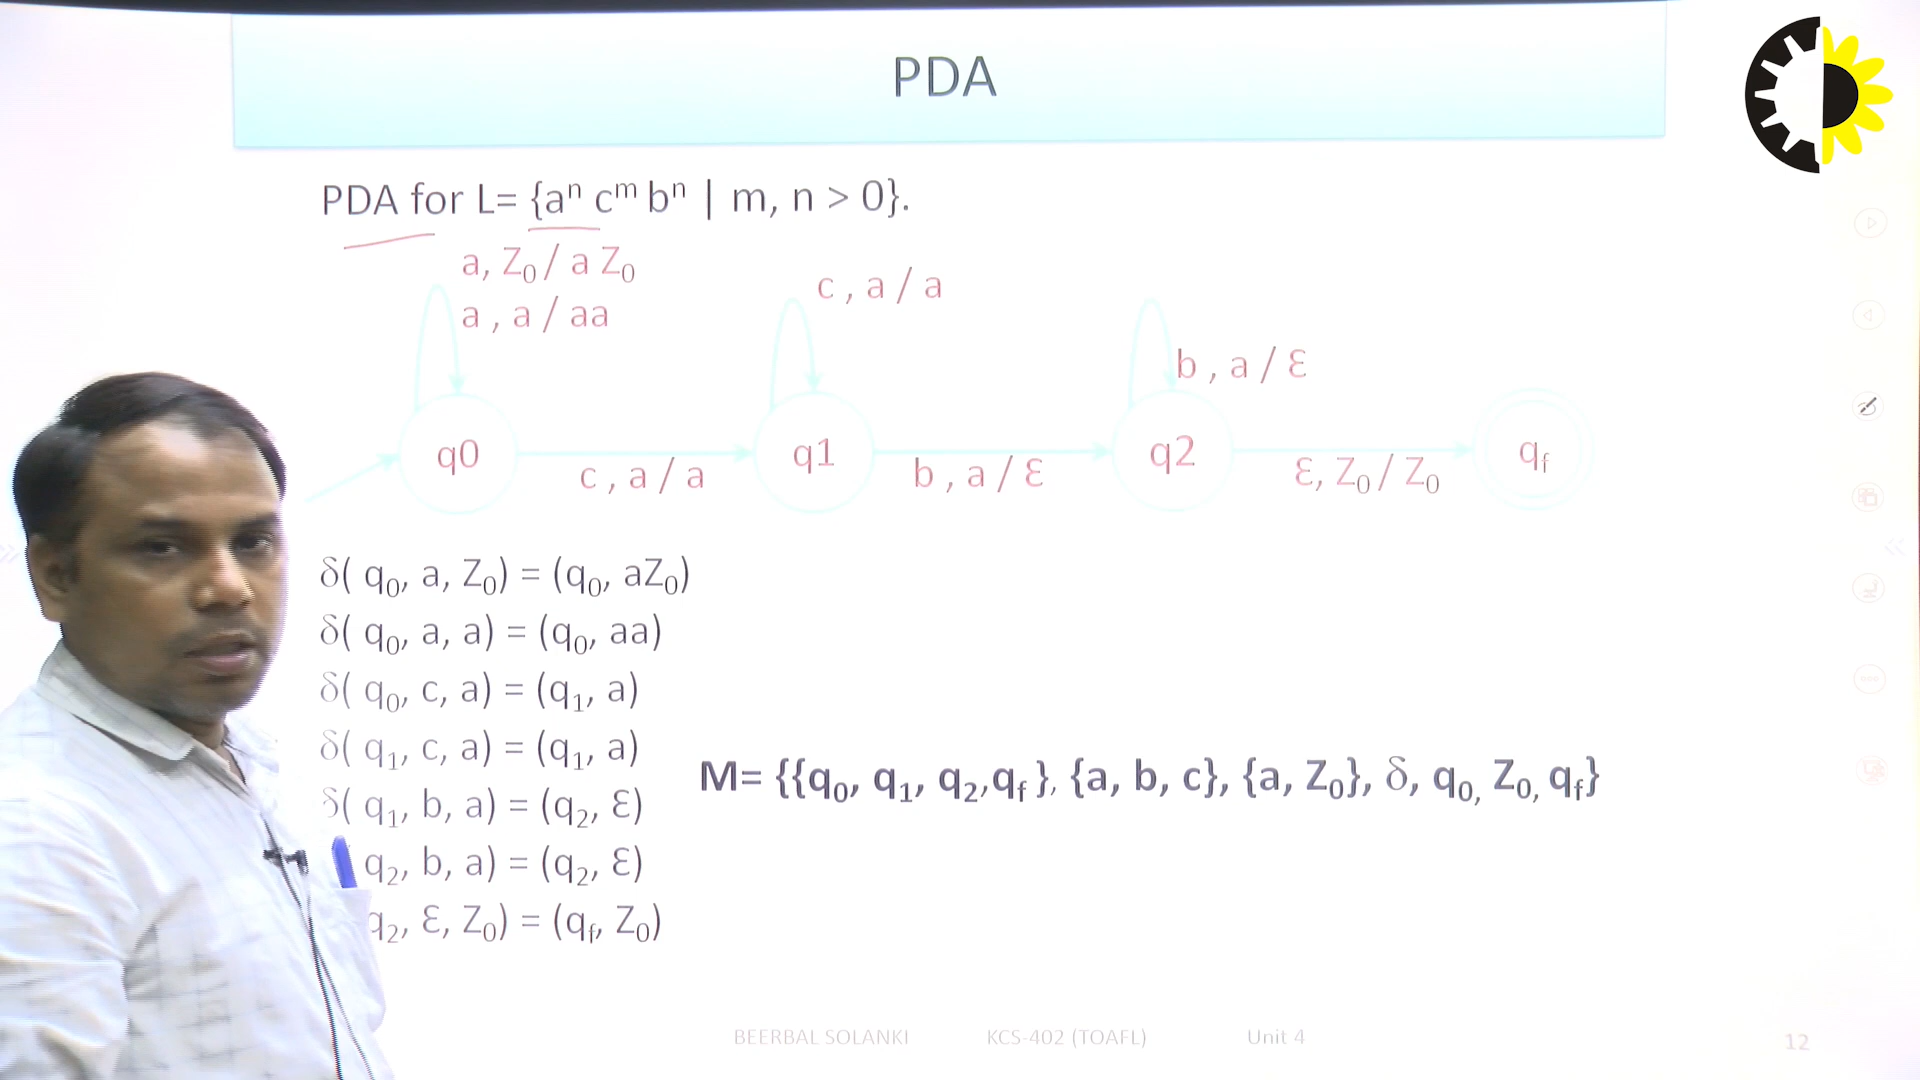 PDA
PDA for L= {aⁿ cᵐ bⁿ | m, n > 0}.
a, Z₀ / a Z₀
a , a / aa
c , a / a
b , a / Ɛ
q0
c , a / a
q1
b , a / Ɛ
q2
Ɛ, Z₀ / Z₀
q_f
δ( q₀, a, Z₀) = (q₀, aZ₀)
δ( q₀, a, a) = (q₀, aa)
δ( q₀, c, a) = (q₁, a)
δ( q₁, c, a) = (q₁, a)
δ( q₁, b, a) = (q₂, Ɛ)
q₂, b, a) = (q₂, Ɛ)
q₂, Ɛ, Z₀) = (q_f, Z₀)
M= {{q₀, q₁, q₂,q_f }, {a, b, c}, {a, Z₀}, δ, q₀, Z₀, q_f}
BEERBAL SOLANKI KCS-402 (TOAFL) Unit 4 12